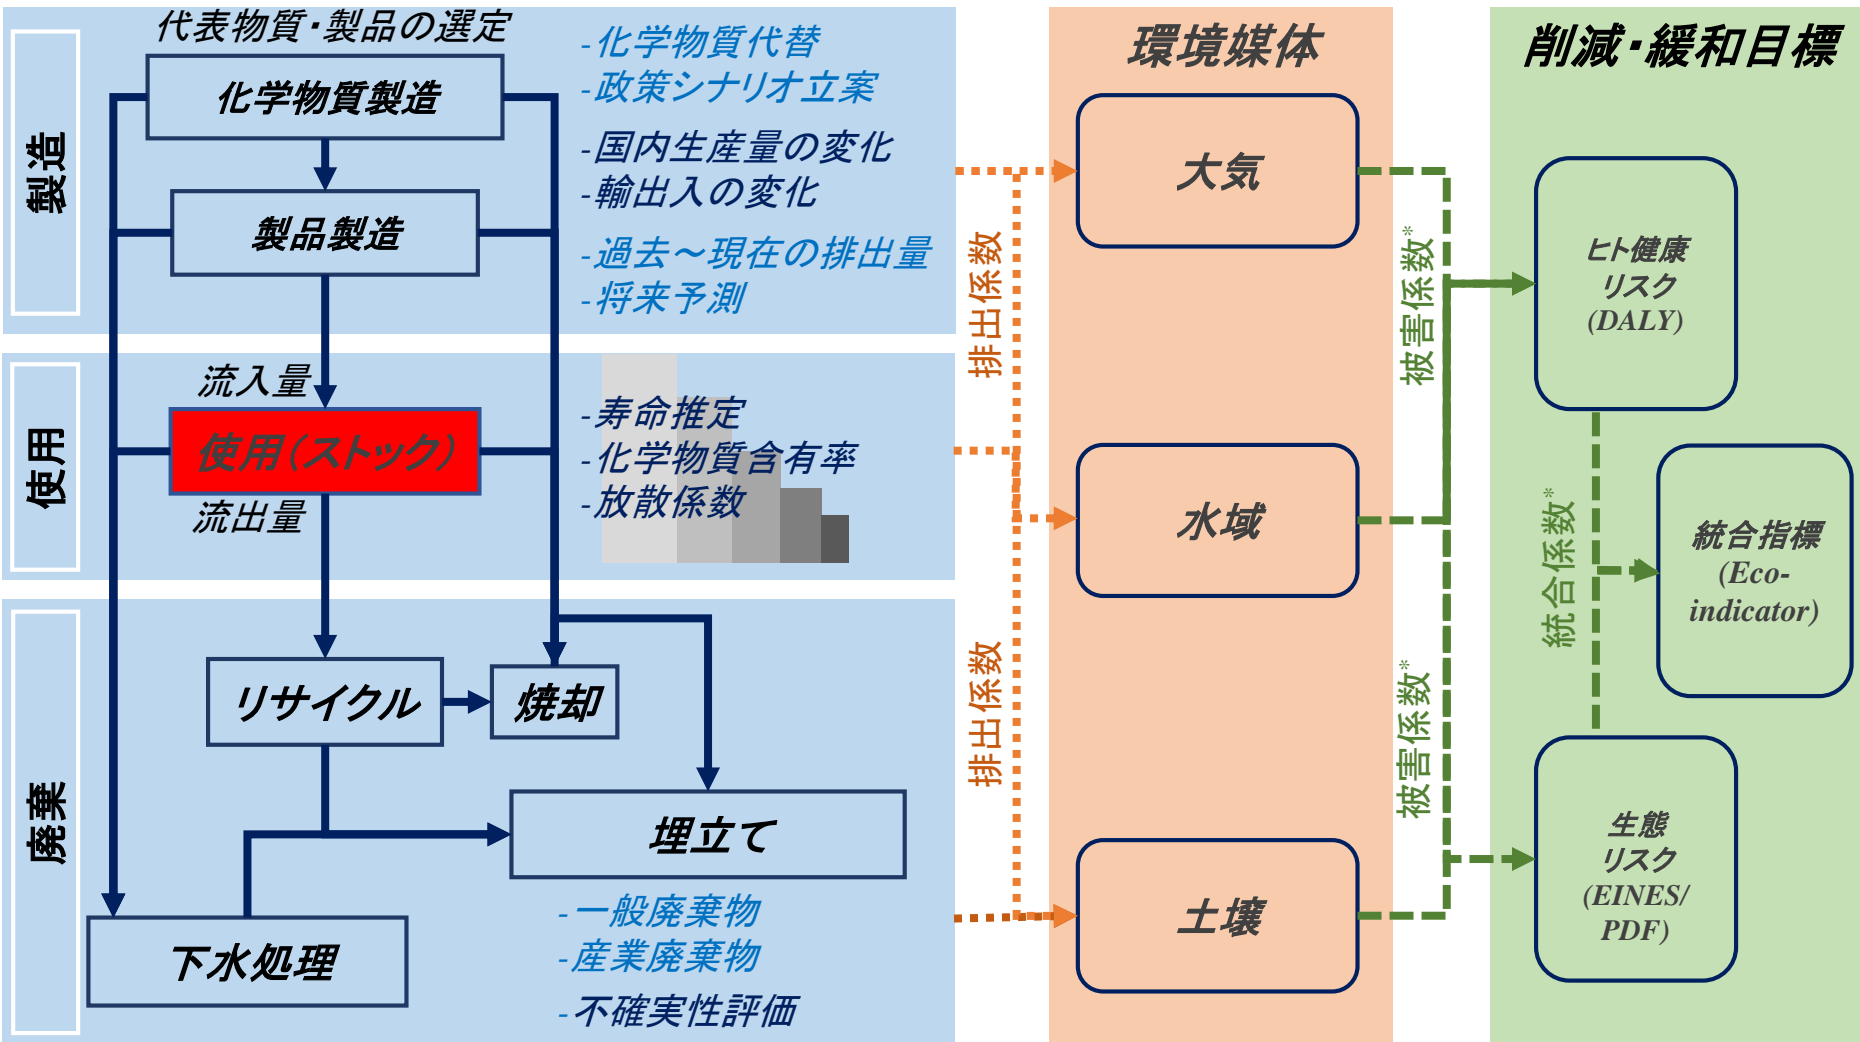 製造
代表物質・製品の選定
化学物質製造
製品製造
-化学物質代替
-政策シナリオ立案
-国内生産量の変化
-輸出入の変化
-過去～現在の排出量
-将来予測
使用
流入量
使用（ストック）
流出量
-寿命推定
-化学物質含有率
-放散係数
廃棄
リサイクル
焼却
埋立て
下水処理
-一般廃棄物
-産業廃棄物
-不確実性評価
排出係数
排出係数
環境媒体
大気
水域
土壌
被害係数*
被害係数*
削減・緩和目標
ヒト健康
リスク
(DALY)
統合係数*
統合指標
(Eco-
indicator)
生態
リスク
(EINES/
PDF)